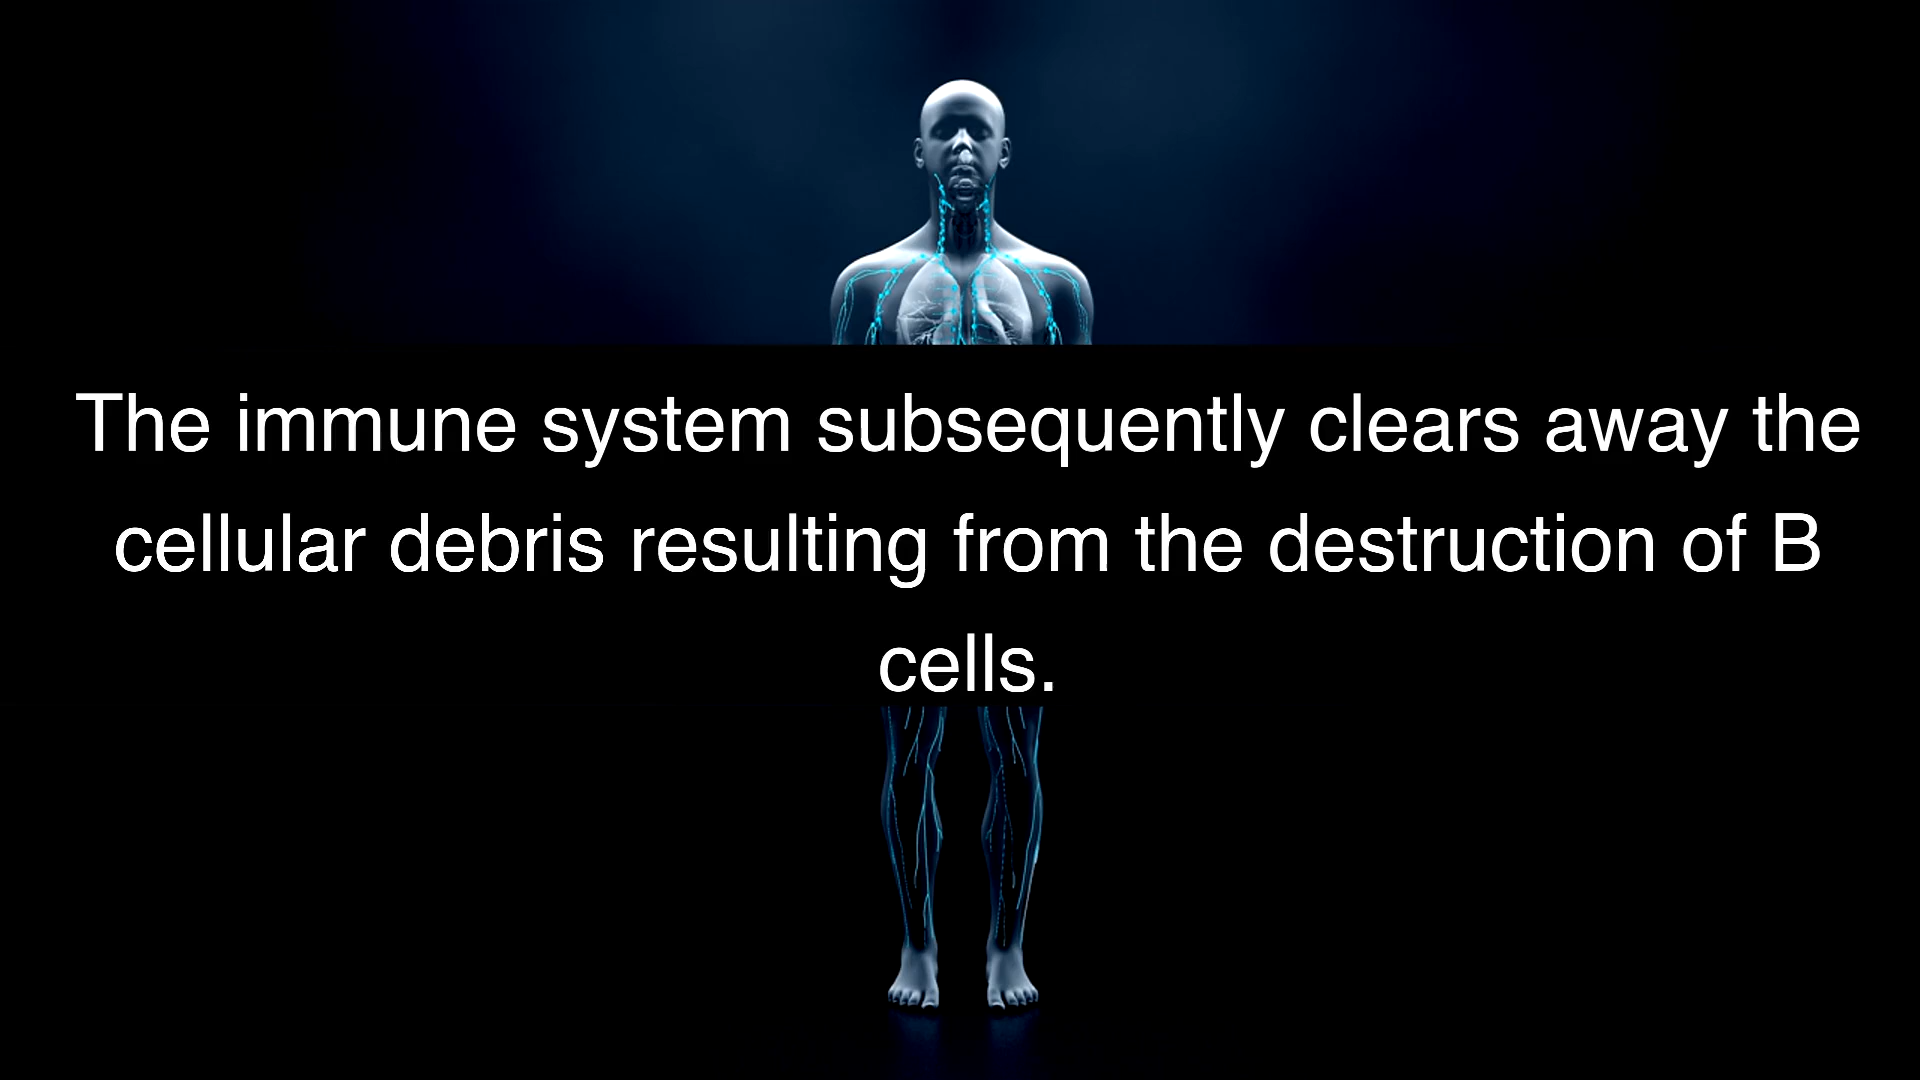 The immune system subsequently clears away the
cellular debris resulting from the destruction of B
cells.